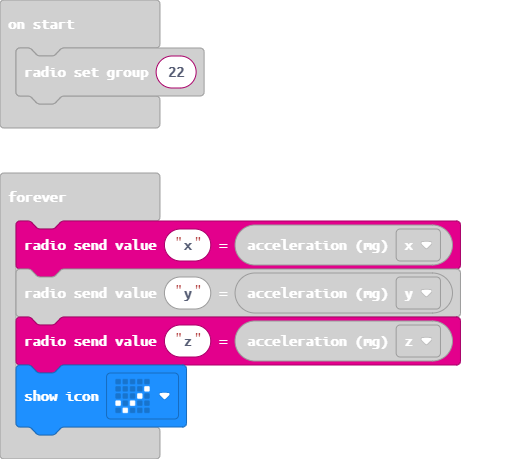 on start
radio set group 22
forever
radio send value "x" = acceleration (mg) x
radio send value "y" = acceleration (mg) y
radio send value "z" = acceleration (mg) z
show icon